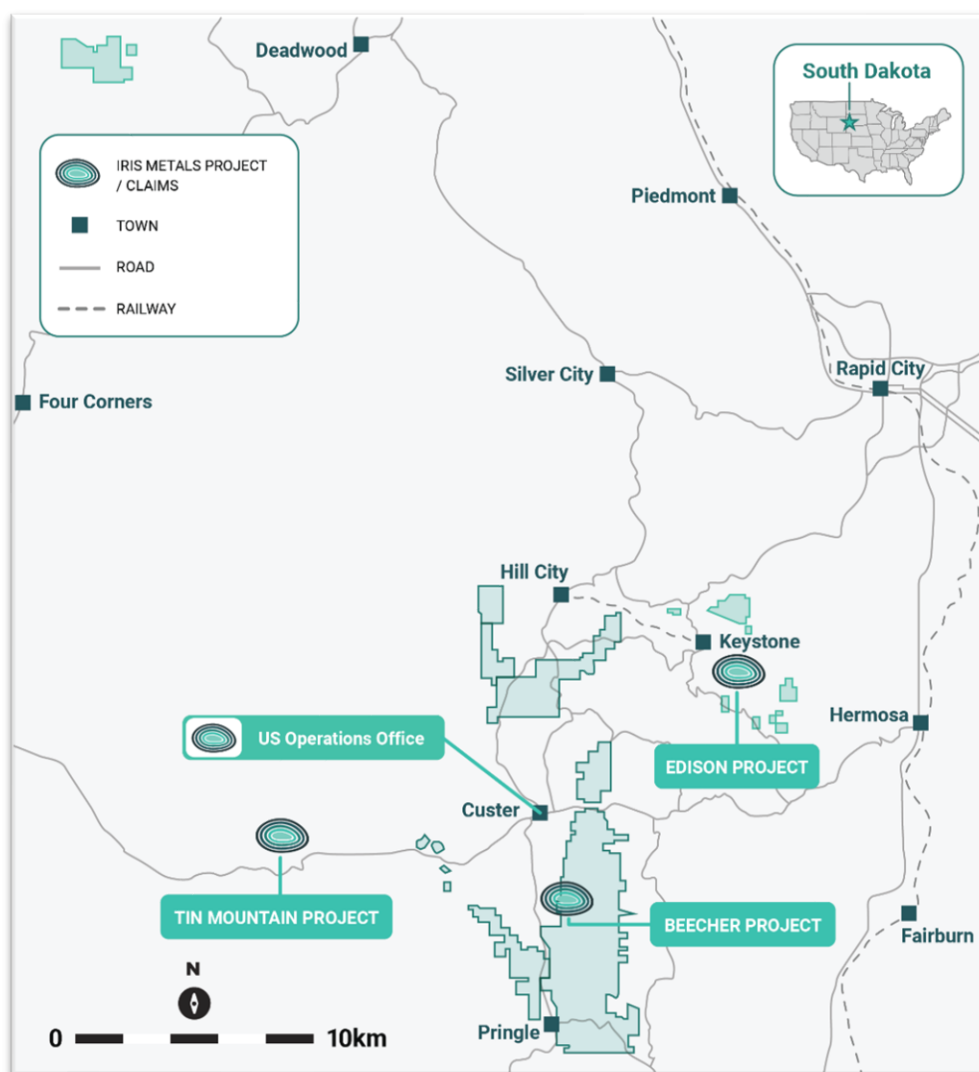 Deadwood
South Dakota
IRIS METALS PROJECT
/ CLAIMS
TOWN
ROAD
RAILWAY
Piedmont
Silver City
Rapid City
Four Corners
Hill City
Keystone
Hermosa
US Operations Office
EDISON PROJECT
Custer
TIN MOUNTAIN PROJECT
BEECHER PROJECT
Fairburn
N
0 10km
Pringle